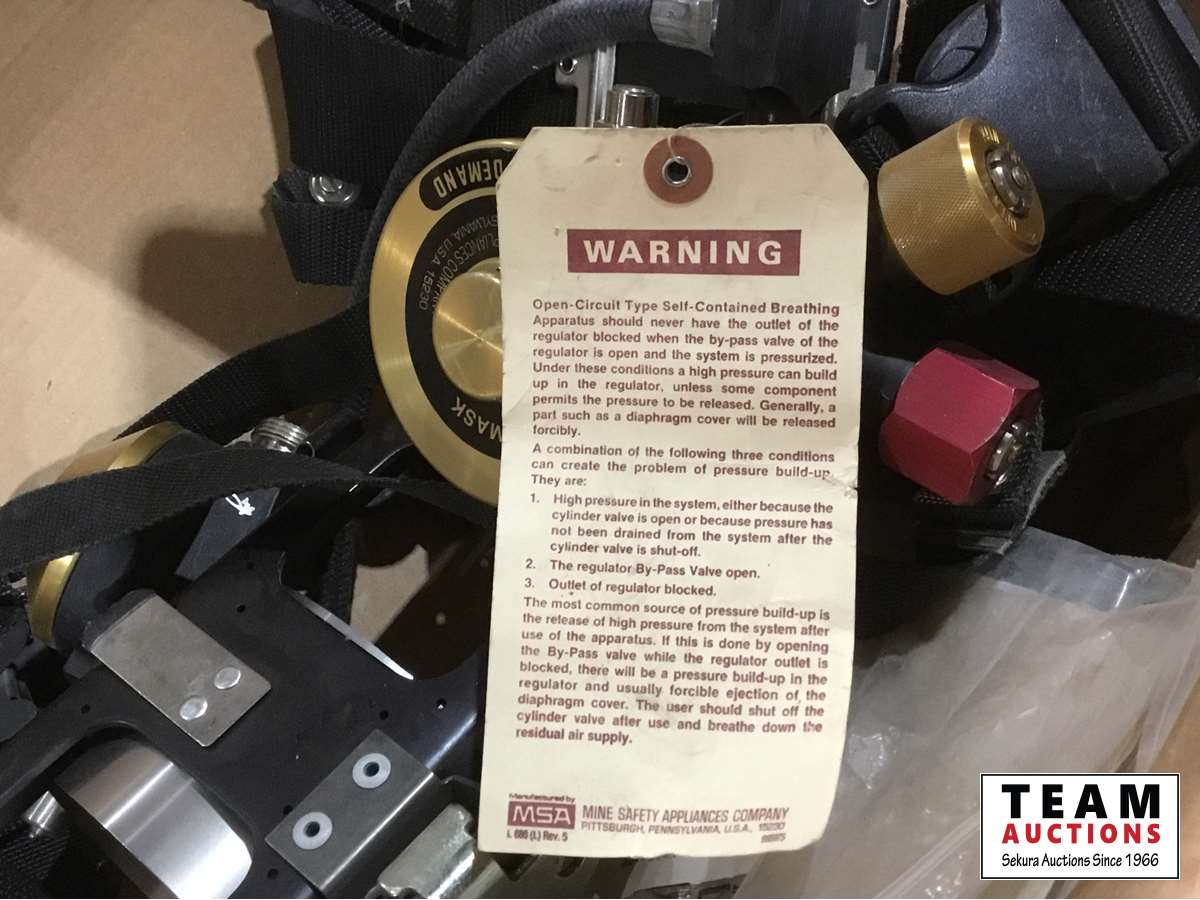 DEMAND
PLIANCES COMPA
SYLVANIA, USA 15230
MASK
WARNING
Open-Circuit Type Self-Contained Breathing
Apparatus should never have the outlet of the
regulator blocked when the by-pass valve of the
regulator is open and the system is pressurized.
Under these conditions a high pressure can build
up in the regulator, unless some component
permits the pressure to be released. Generally, a
part such as a diaphragm cover will be released
forcibly.
A combination of the following three conditions
can create the problem of pressure build-up.
They are:
1. High pressure in the system, either because the
cylinder valve is open or because pressure has
not been drained from the system after the
cylinder valve is shut-off.
2. The regulator By-Pass Valve open.
3. Outlet of regulator blocked.
The most common source of pressure build-up is
the release of high pressure from the system after
use of the apparatus. If this is done by opening
the By-Pass valve while the regulator outlet is
blocked, there will be a pressure build-up in the
regulator and usually forcible ejection of the
diaphragm cover. The user should shut off the
cylinder valve after use and breathe down the
residual air supply.
Manufactured by
MSA MINE SAFETY APPLIANCES COMPANY
PITTSBURGH, PENNSYLVANIA, U.S.A., 15230
(L) Rev. 5
TEAM
AUCTIONS
Sekura Auctions Since 1966